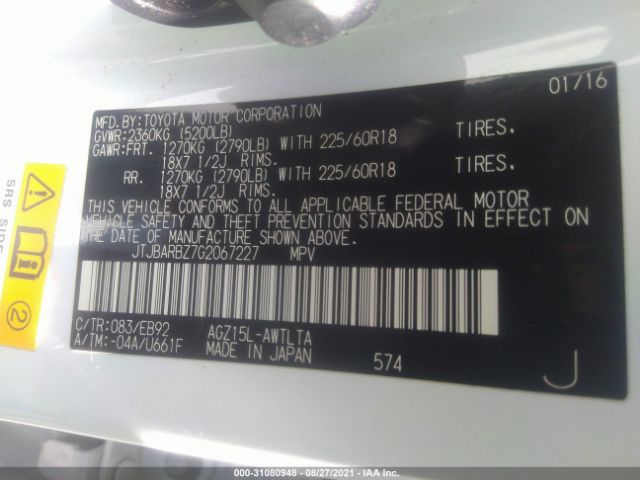 01/16
MFD.BY:TOYOTA MOTOR CORPORATION
GVWR:2360KG (5200LB)
GAWR:FRT. 1270KG (2790LB) WITH 225/60R18 TIRES,
18X7 1/2J RIMS.
RR. 1270KG (2790LB) WITH 225/60R18 TIRES,
18X7 1/2J RIMS.
THIS VEHICLE CONFORMS TO ALL APPLICABLE FEDERAL MOTOR
VEHICLE SAFETY AND THEFT PREVENTION STANDARDS IN EFFECT ON
THE DATE OF MANUFACTURE SHOWN ABOVE.
JTJBARBZ7G2067227 MPV
C/TR:083/EB92 AGZ15L-AWTLTA
A/TM:-04A/U661F MADE IN JAPAN
574
J
SRS SIDE
2
000-31080948 - 08/27/2021 - IAA, Inc.